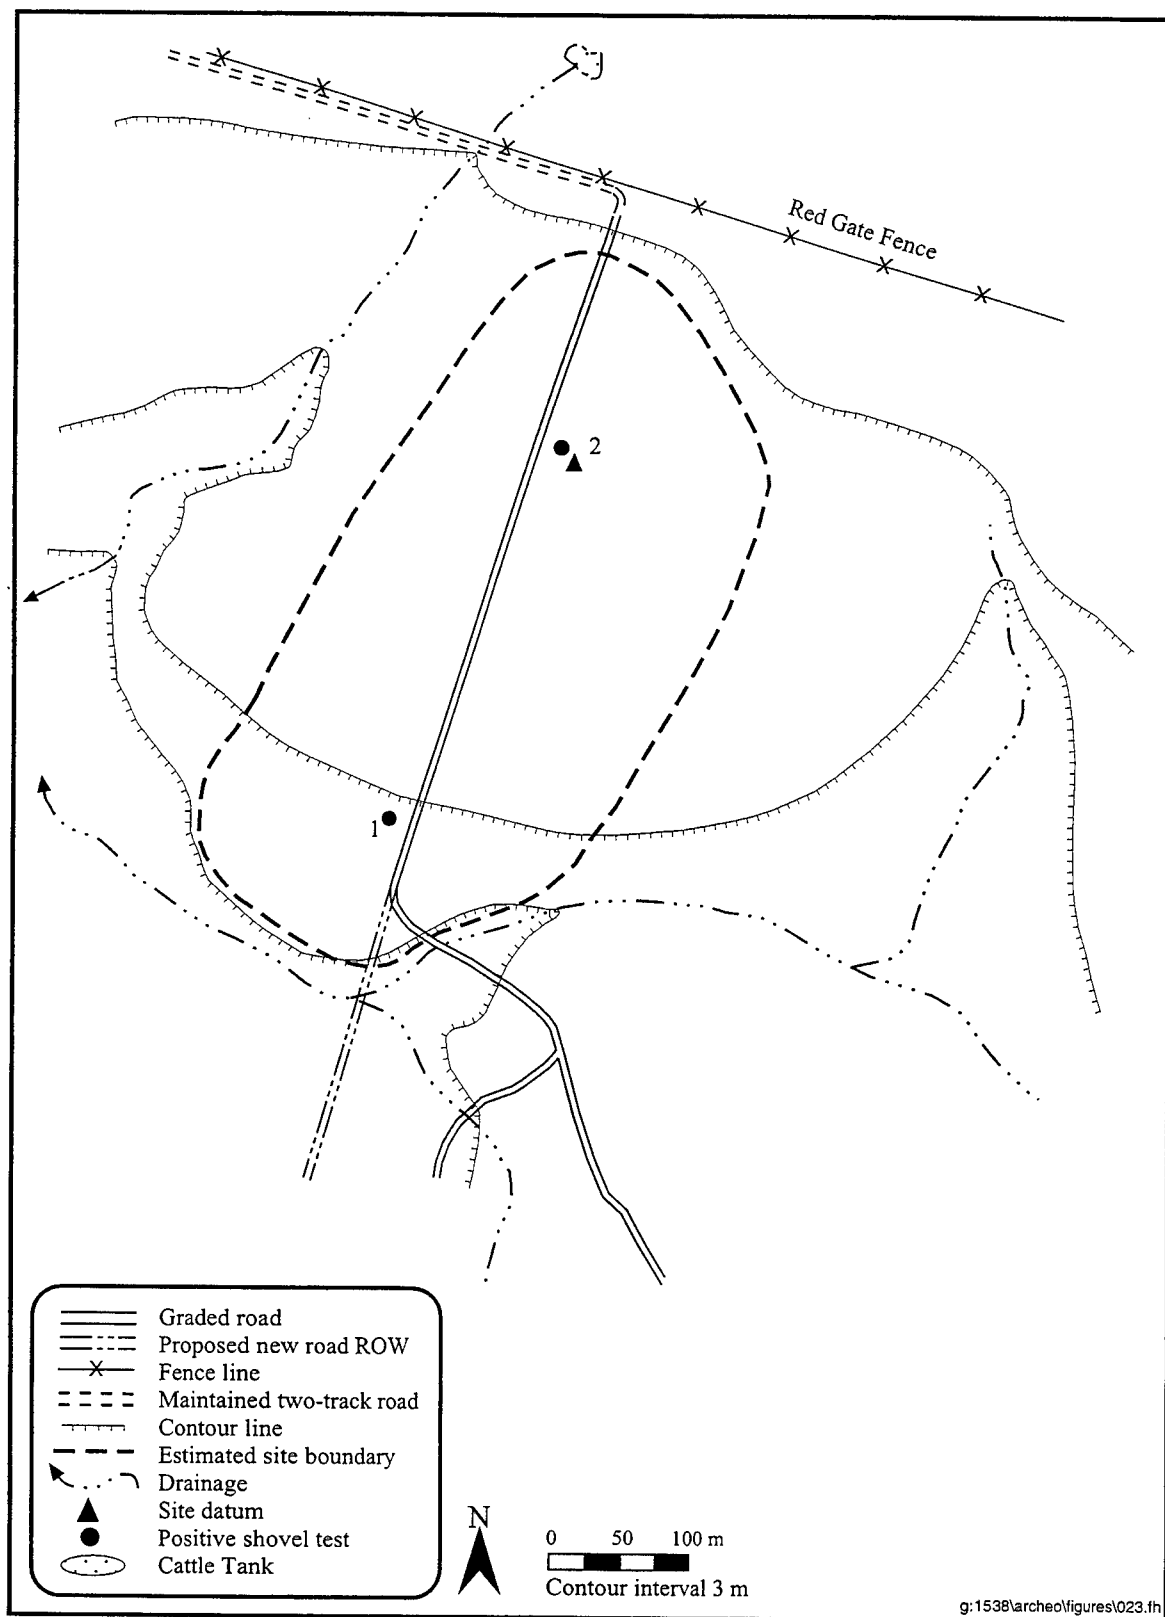 Red Gate Fence
2
1
Graded road
Proposed new road ROW
Fence line
Maintained two-track road
Contour line
Estimated site boundary
Drainage
Site datum
Positive shovel test
Cattle Tank
N
0 50 100 m
Contour interval 3 m
g:1538\archeo\figures\023.fh